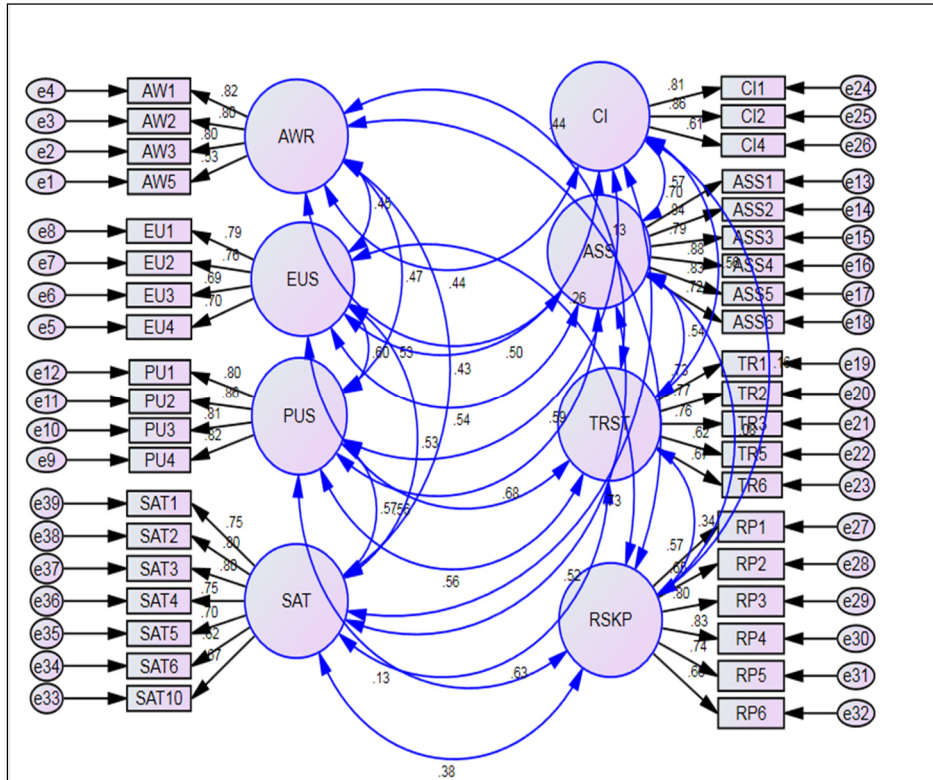 e4 AW1 .82
e3 AW2 .80
e2 AW3 .80
e1 AW5 .53
AWR
e8 EU1 .79
e7 EU2 .76
e6 EU3 .69
e5 EU4 .70
EUS
e12 PU1 .80
e11 PU2 .86
e10 PU3 .81
e9 PU4 .82
PUS
e39 SAT1 .75
e38 SAT2 .80
e37 SAT3 .80
e36 SAT4 .75
e35 SAT5 .70
e34 SAT6 .62
e33 SAT10
SAT
.45
.47
.44
.60
.53
.43
.50
.54
.53
.57
.56
.44
.13
.26
.59
.68
.73
.56
.52
.13
.63
.38
CI
.81 CI1 e24
.86 CI2 e25
.61 CI4 e26
.57
ASS
.70 ASS1 e13
.84 ASS2 e14
.79 ASS3 e15
.88 ASS4 e16
.83 ASS5 e17
.72 ASS6 e18
.54
.73
TRST
TR1 .16 e19
.77 TR2 e20
.76 TR3 e21
.62 TR5 e22
.67 TR6 e23
.34
RSKP
.57 RP1 e27
RP2 e28
.80 RP3 e29
.83 RP4 e30
.74 RP5 e31
RP6 e32